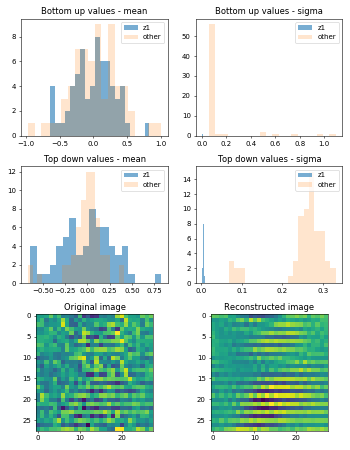 Bottom up values - mean
Bottom up values - sigma
z1
other
z1
other
8
6
4
2
0
50
40
30
20
10
0
−1.0 −0.5 0.0 0.5 1.0
0.0 0.2 0.4 0.6 0.8 1.0
Top down values - mean
Top down values - sigma
z1
other
z1
other
12
10
8
6
4
2
0
14
12
10
8
6
4
2
0
−0.50 −0.25 0.00 0.25 0.50 0.75
0.0 0.1 0.2 0.3
Original image
Reconstructed image
0
5
10
15
20
25
0
5
10
15
20
25
0 10 20
0 10 20